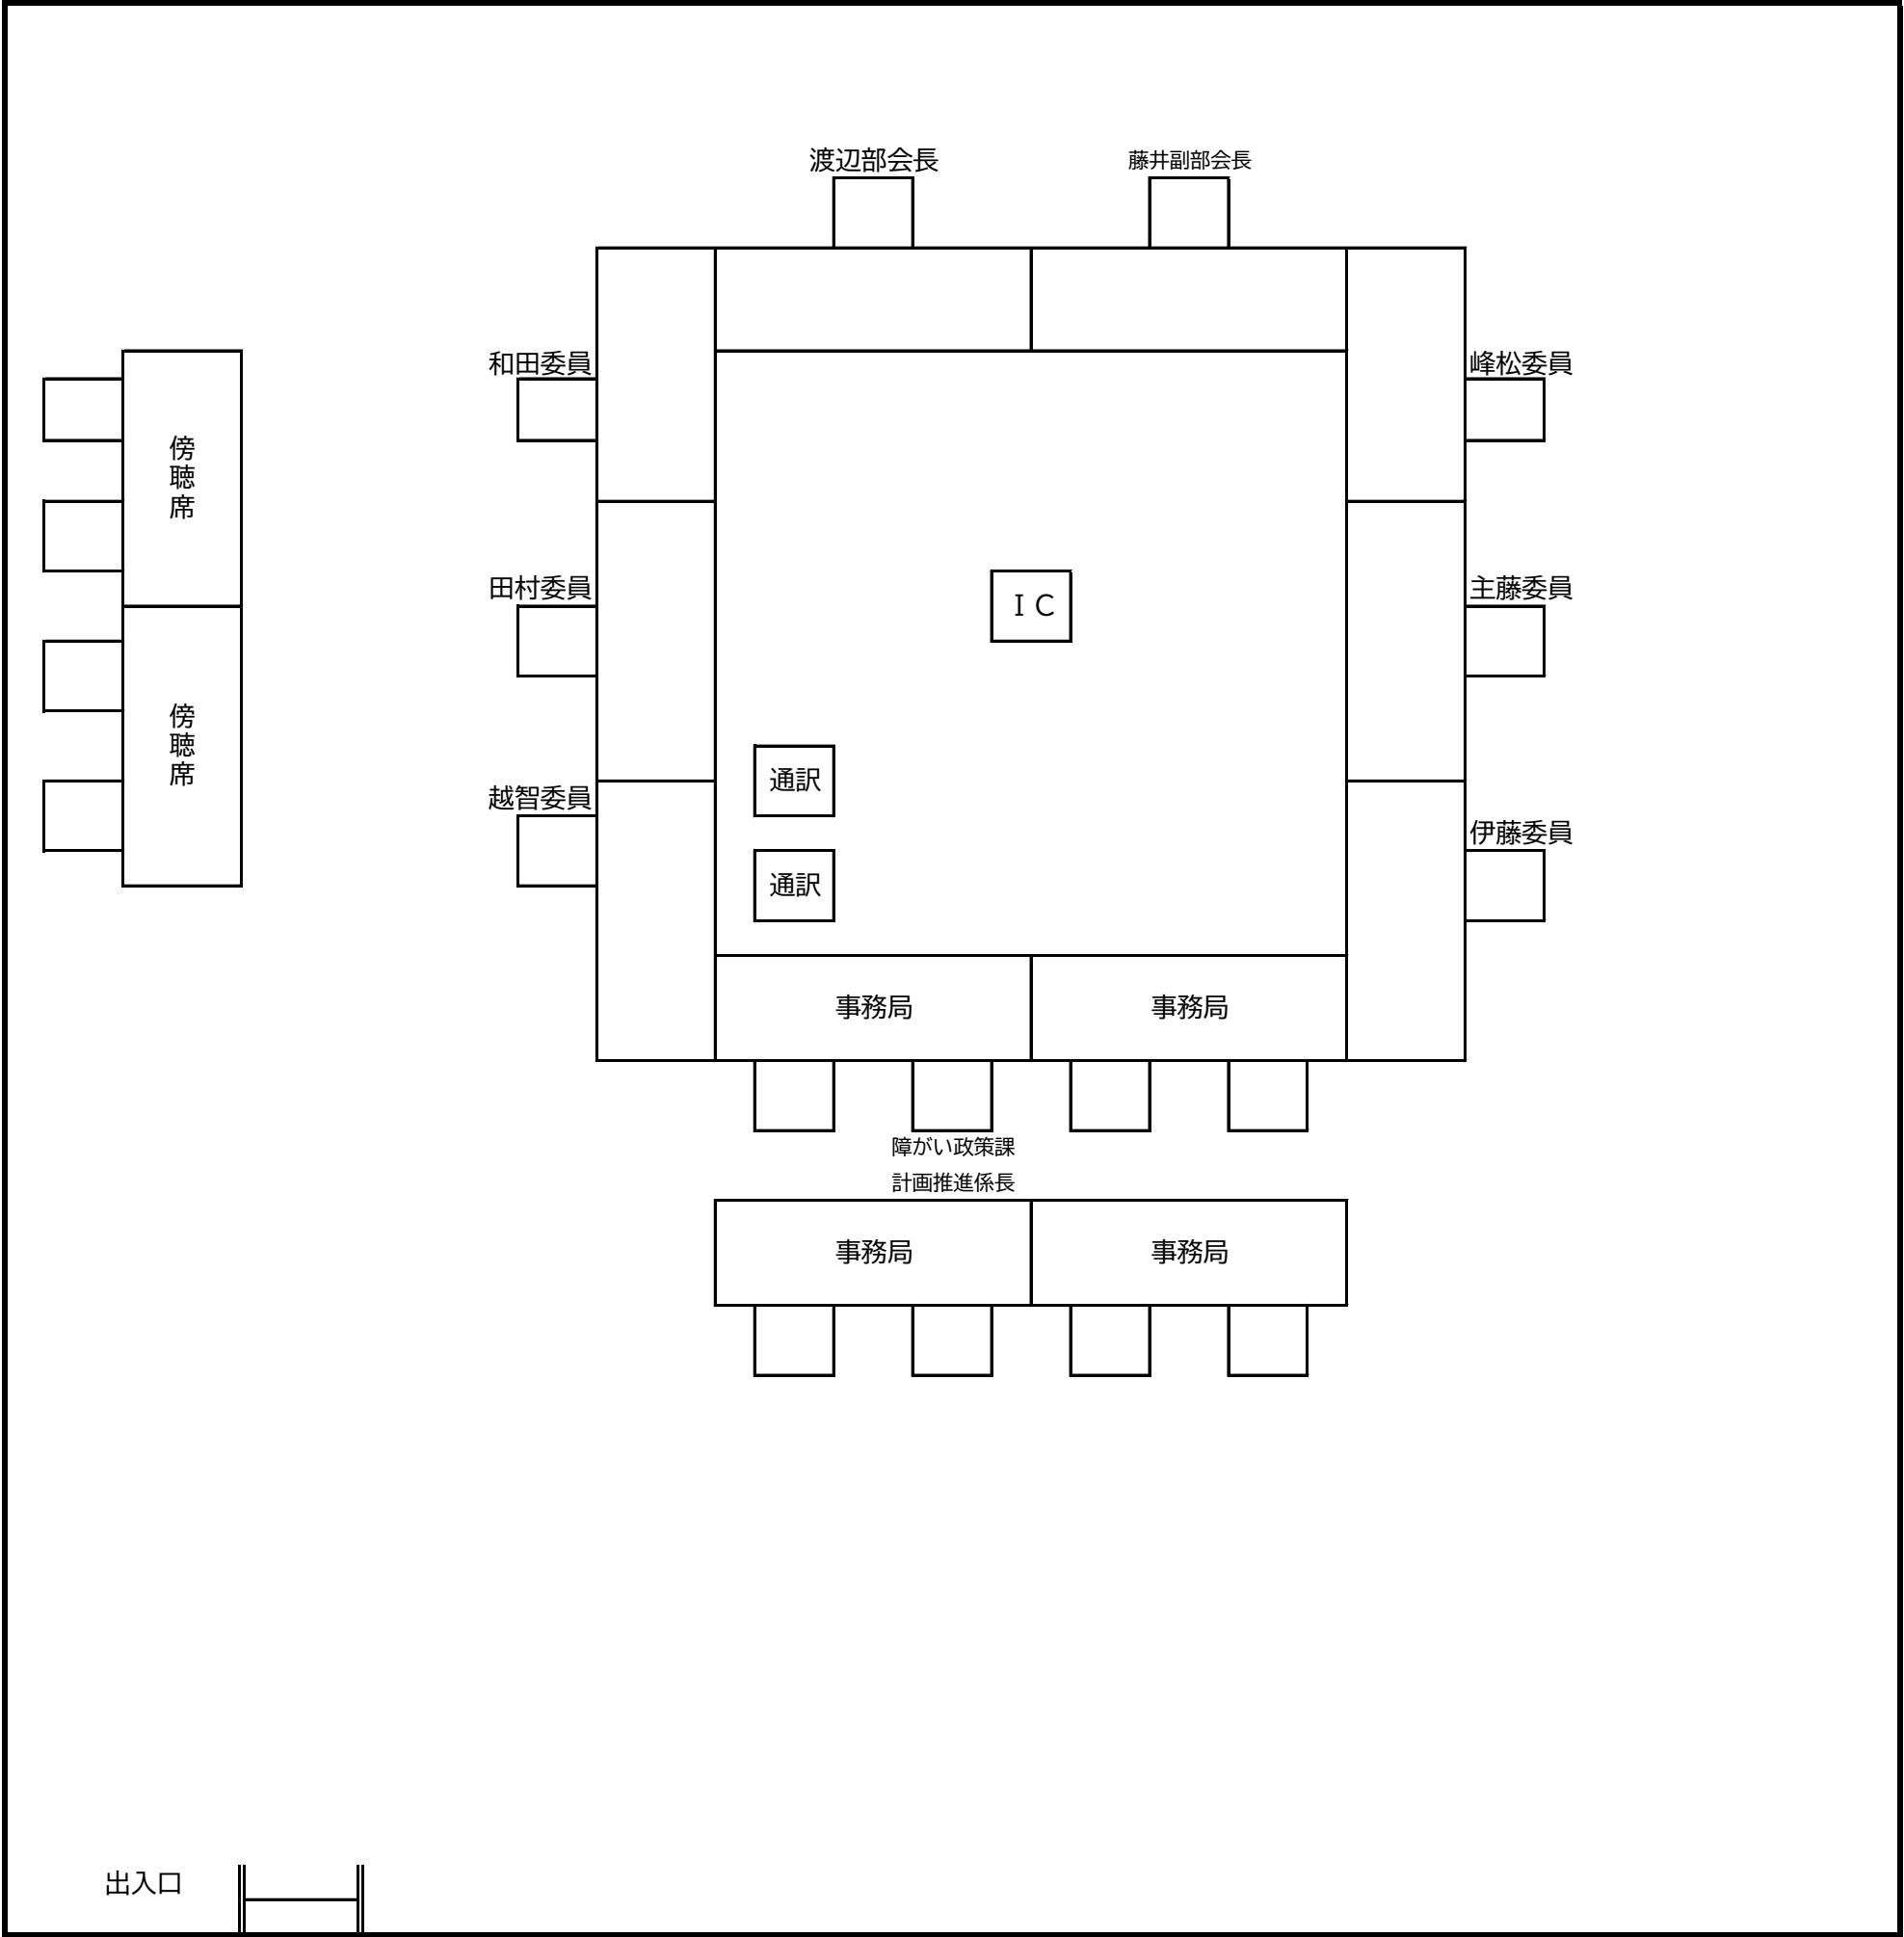 渡辺部会長
藤井副部会長
和田委員
峰松委員
傍聴席
田村委員
主藤委員
ＩＣ
傍聴席
通訳
越智委員
伊藤委員
通訳
事務局
事務局
障がい政策課
計画推進係長
事務局
事務局
出入口